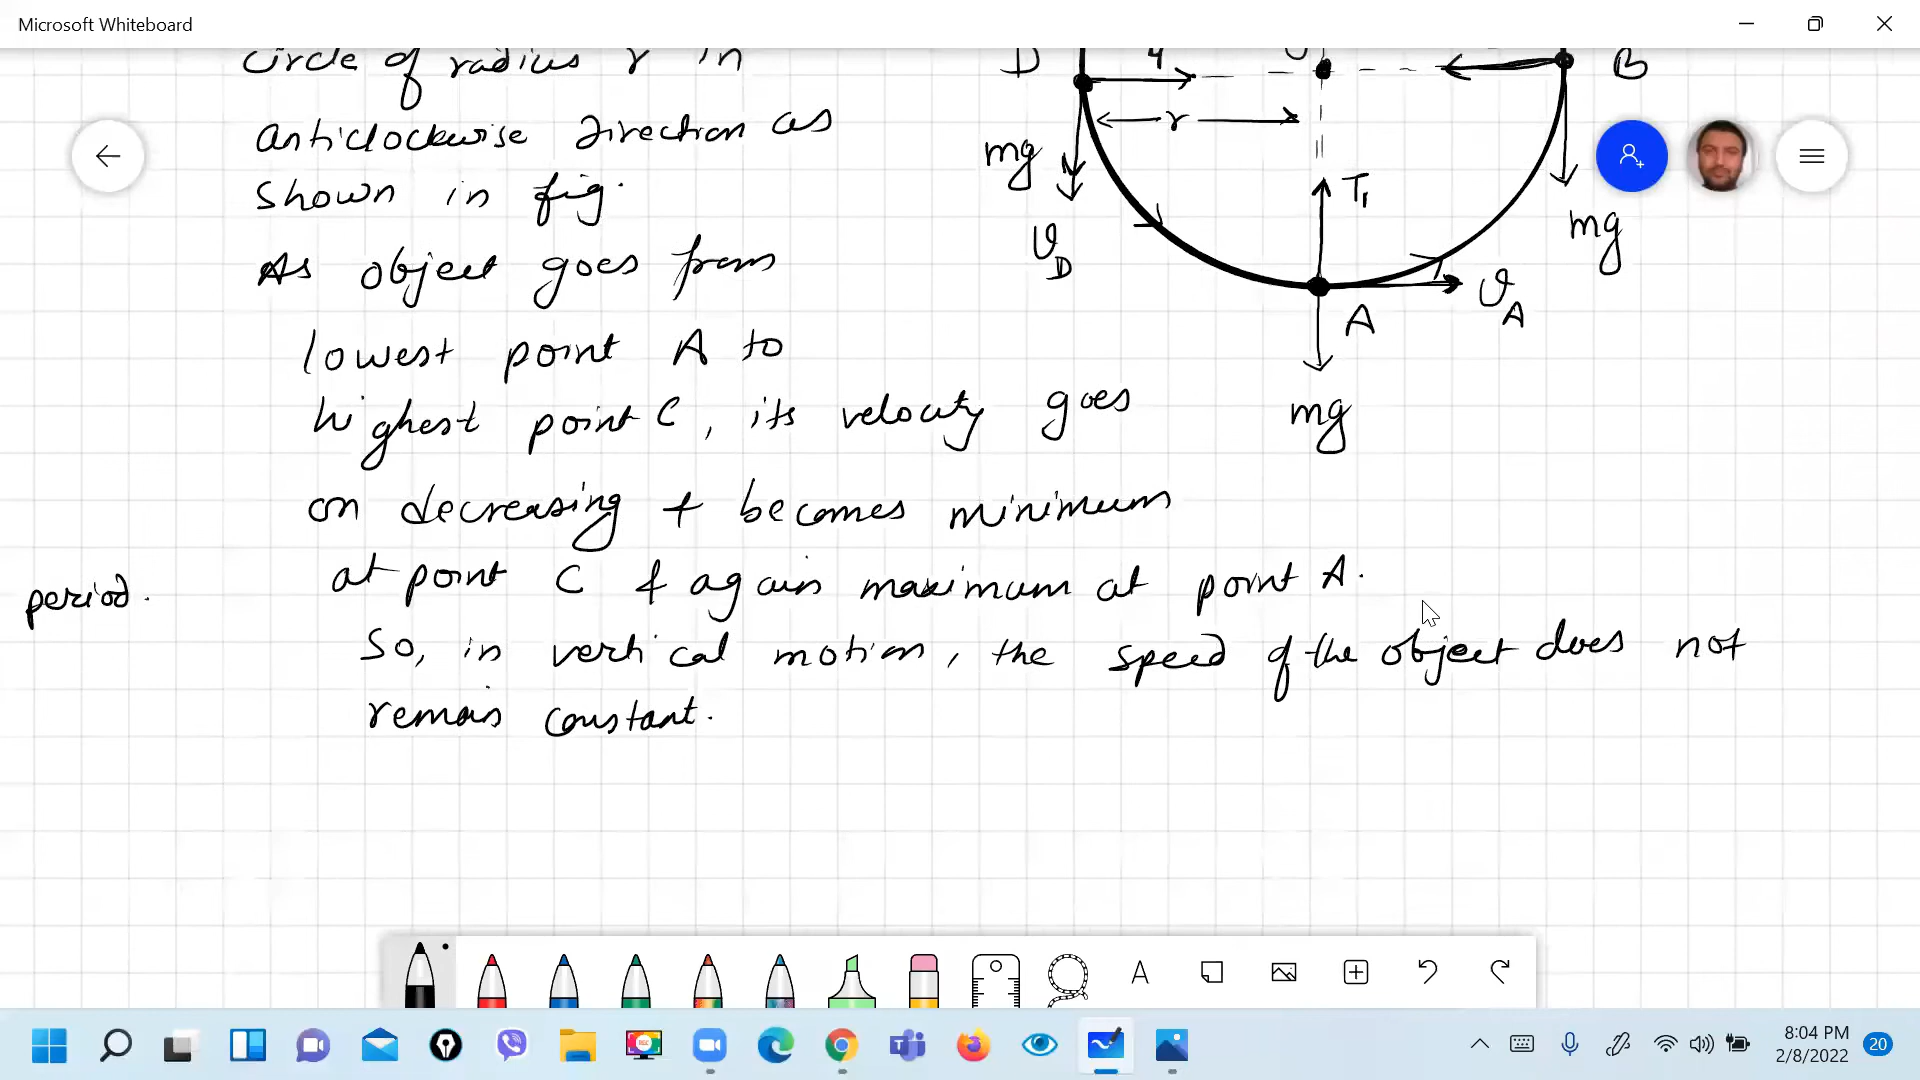 Microsoft Whiteboard
circle of radius r in
anticlockwise direction as
shown in fig.
As object goes from
lowest point A to
highest point C, its velocity goes
on decreasing + becomes minimum
at point C & again maximum at point A.
So, in vertical motion, the speed of the object does not
remain constant.
period.
D
B
r
mg
T₁
mg
υ_D
υ_A
A
mg
A
8:04 PM
2/8/2022
20